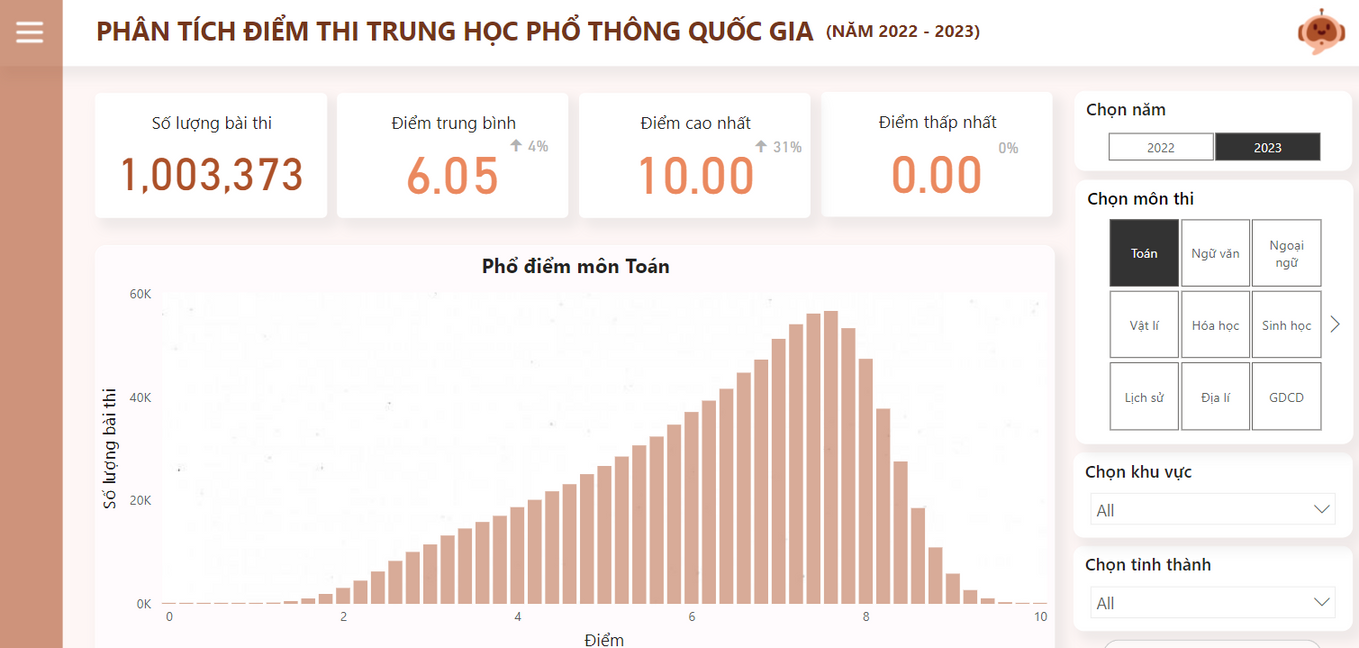 PHÂN TÍCH ĐIỂM THI TRUNG HỌC PHỔ THÔNG QUỐC GIA (NĂM 2022 - 2023)
Số lượng bài thi
1,003,373
Điểm trung bình
4%
6.05
Điểm cao nhất
31%
10.00
Điểm thấp nhất
0%
0.00
Chọn năm
2022
2023
Chọn môn thi
Toán
Ngữ văn
Ngoại
ngữ
Vật lí
Hóa học
Sinh học
Lịch sử
Địa lí
GDCD
Chọn khu vực
All
Chọn tỉnh thành
All
Phổ điểm môn Toán
Số lượng bài thi
60K
40K
20K
0K
0 2 4 6 8 10
Điểm